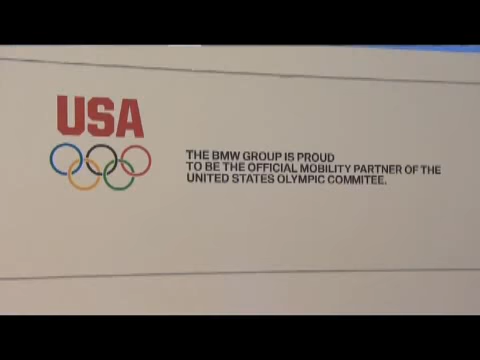 USA
THE BMW GROUP IS PROUD
TO BE THE OFFICIAL MOBILITY PARTNER OF THE
UNITED STATES OLYMPIC COMMITEE.